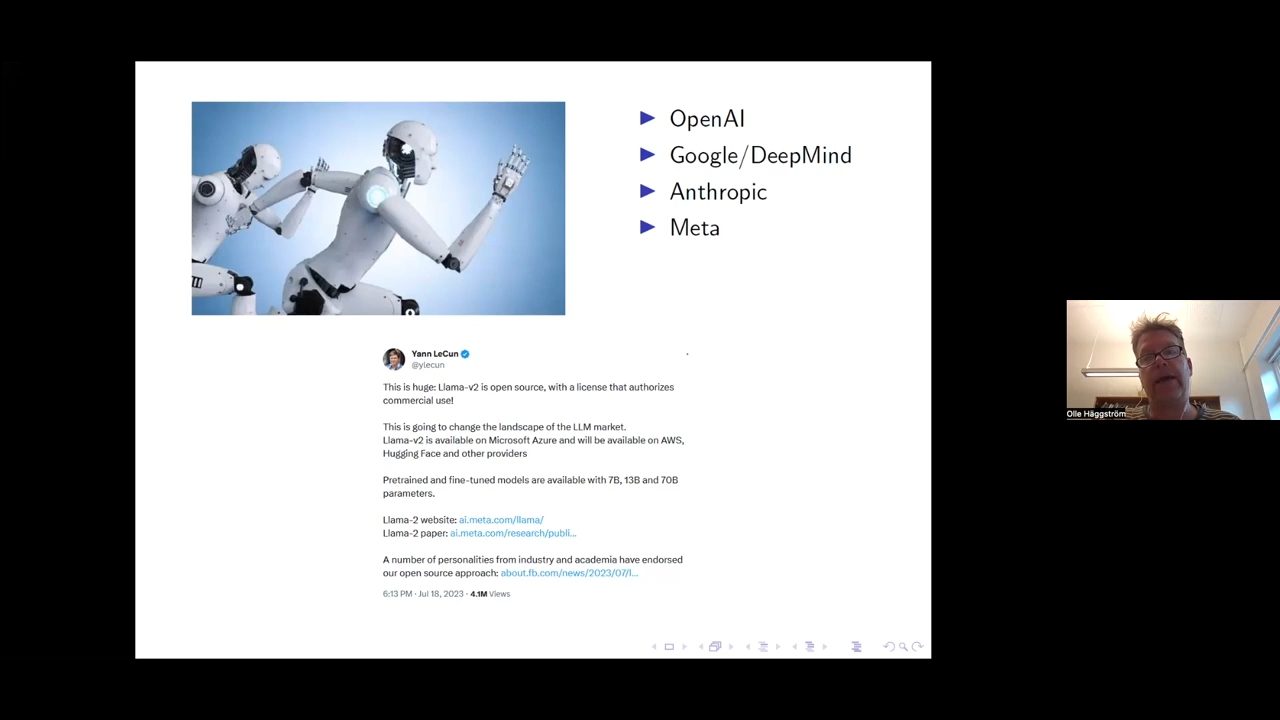 OpenAI
Google/DeepMind
Anthropic
Meta
Yann LeCun
@ylecun
This is huge: Llama-v2 is open source, with a license that authorizes
commercial use!
This is going to change the landscape of the LLM market.
Llama-v2 is available on Microsoft Azure and will be available on AWS,
Hugging Face and other providers
Pretrained and fine-tuned models are available with 7B, 13B and 70B
parameters.
Llama-2 website: ai.meta.com/llama/
Llama-2 paper: ai.meta.com/research/publi...
A number of personalities from industry and academia have endorsed
our open source approach: about.fb.com/news/2023/07/l...
6:13 PM · Jul 18, 2023 · 4.1M Views
Olle Häggström